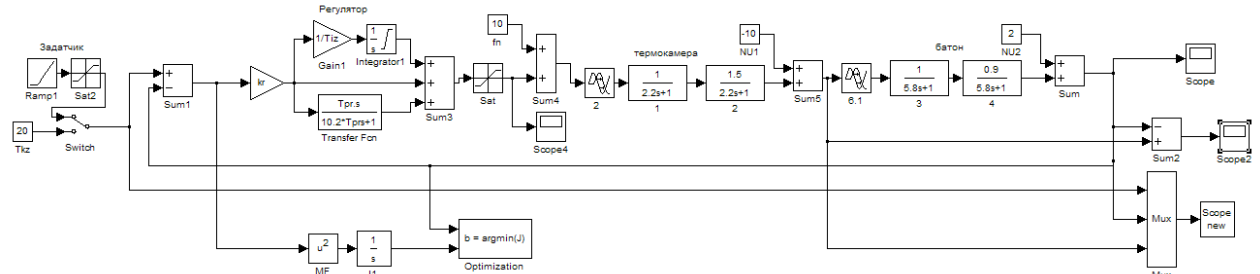 Задатчик
Ramp1
Sat2
20
Tkz
Switch
+
−
Sum1
kr
Регулятор
1/Tiz
Gain1
1
s
Integrator1
Tpr.s
10.2*Tprs+1
Transfer Fcn
+
+
+
Sum3
Sat
Scope4
10
fn
+
+
Sum4
2
термокамера
1
2.2s+1
1
1.5
2.2s+1
2
-10
NU1
+
+
Sum5
6.1
батон
1
5.8s+1
3
0.9
5.8s+1
4
2
NU2
+
+
Sum
Scope
−
+
Sum2
Scope2
Mux
Scope
new
u²
1
s
b = argmin(J)
Optimization